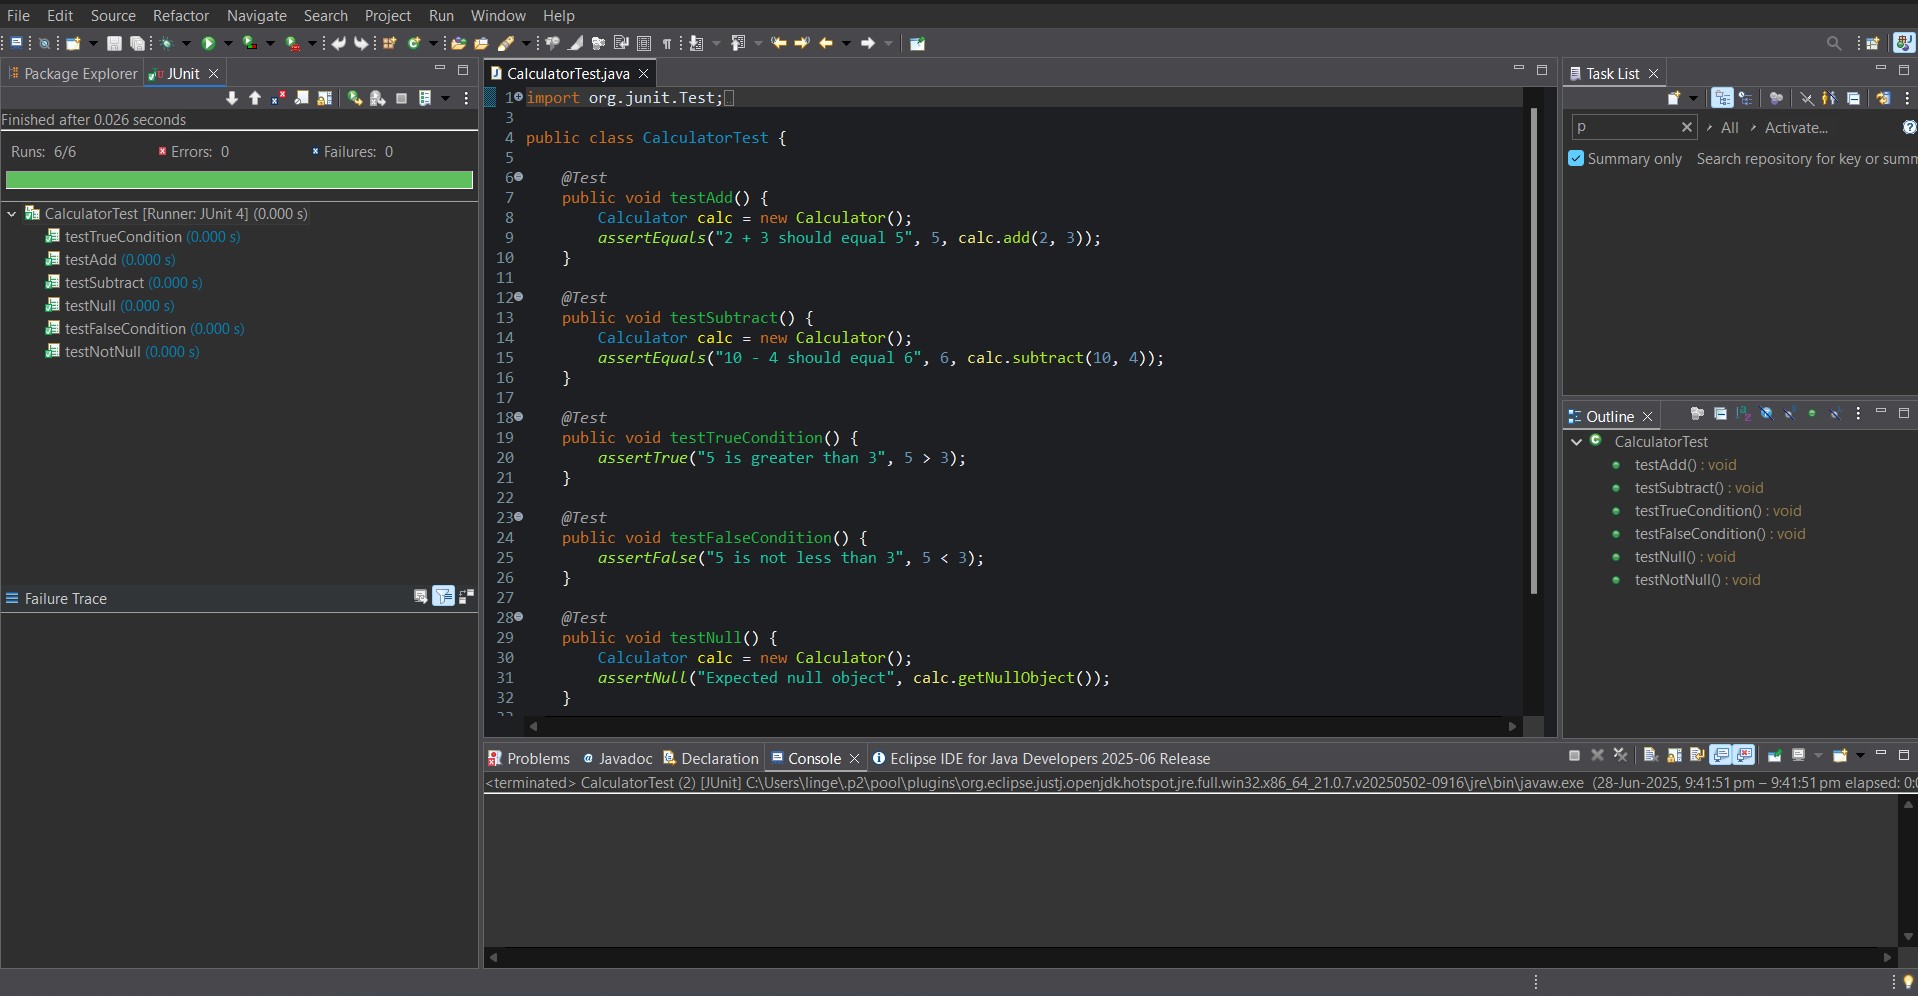 File Edit Source Refactor Navigate Search Project Run Window Help
Package Explorer
JUnit
Finished after 0.026 seconds
Runs: 6/6 Errors: 0 Failures: 0
CalculatorTest [Runner: JUnit 4] (0.000 s)
testTrueCondition (0.000 s)
testAdd (0.000 s)
testSubtract (0.000 s)
testNull (0.000 s)
testFalseCondition (0.000 s)
testNotNull (0.000 s)
Failure Trace
CalculatorTest.java
1 import org.junit.Test;
3
4 public class CalculatorTest {
5
6 @Test
7 public void testAdd() {
8 Calculator calc = new Calculator();
9 assertEquals("2 + 3 should equal 5", 5, calc.add(2, 3));
10 }
11
12 @Test
13 public void testSubtract() {
14 Calculator calc = new Calculator();
15 assertEquals("10 - 4 should equal 6", 6, calc.subtract(10, 4));
16 }
17
18 @Test
19 public void testTrueCondition() {
20 assertTrue("5 is greater than 3", 5 > 3);
21 }
22
23 @Test
24 public void testFalseCondition() {
25 assertFalse("5 is not less than 3", 5 < 3);
26 }
27
28 @Test
29 public void testNull() {
30 Calculator calc = new Calculator();
31 assertNull("Expected null object", calc.getNullObject());
32 }
Task List
p
All Activate...
Summary only Search repository for key or summ
Outline
CalculatorTest
testAdd() : void
testSubtract() : void
testTrueCondition() : void
testFalseCondition() : void
testNull() : void
testNotNull() : void
Problems Javadoc Declaration Console Eclipse IDE for Java Developers 2025-06 Release
<terminated> CalculatorTest (2) [JUnit] C:\Users\linge\.p2\pool\plugins\org.eclipse.justj.openjdk.hotspot.jre.full.win32.x86_64_21.0.7.v20250502-0916\jre\bin\javaw.exe (28-Jun-2025, 9:41:51 pm – 9:41:51 pm elapsed: 0:0